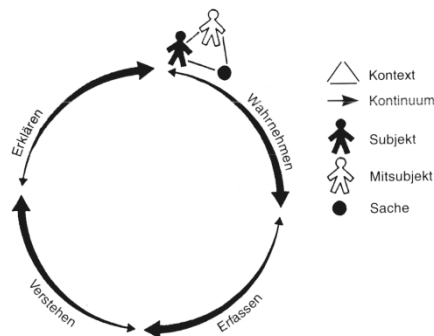 Wahrnehmen
Erfassen
Verstehen
Erklären
Kontext
Kontinuum
Subjekt
Mitsubjekt
Sache